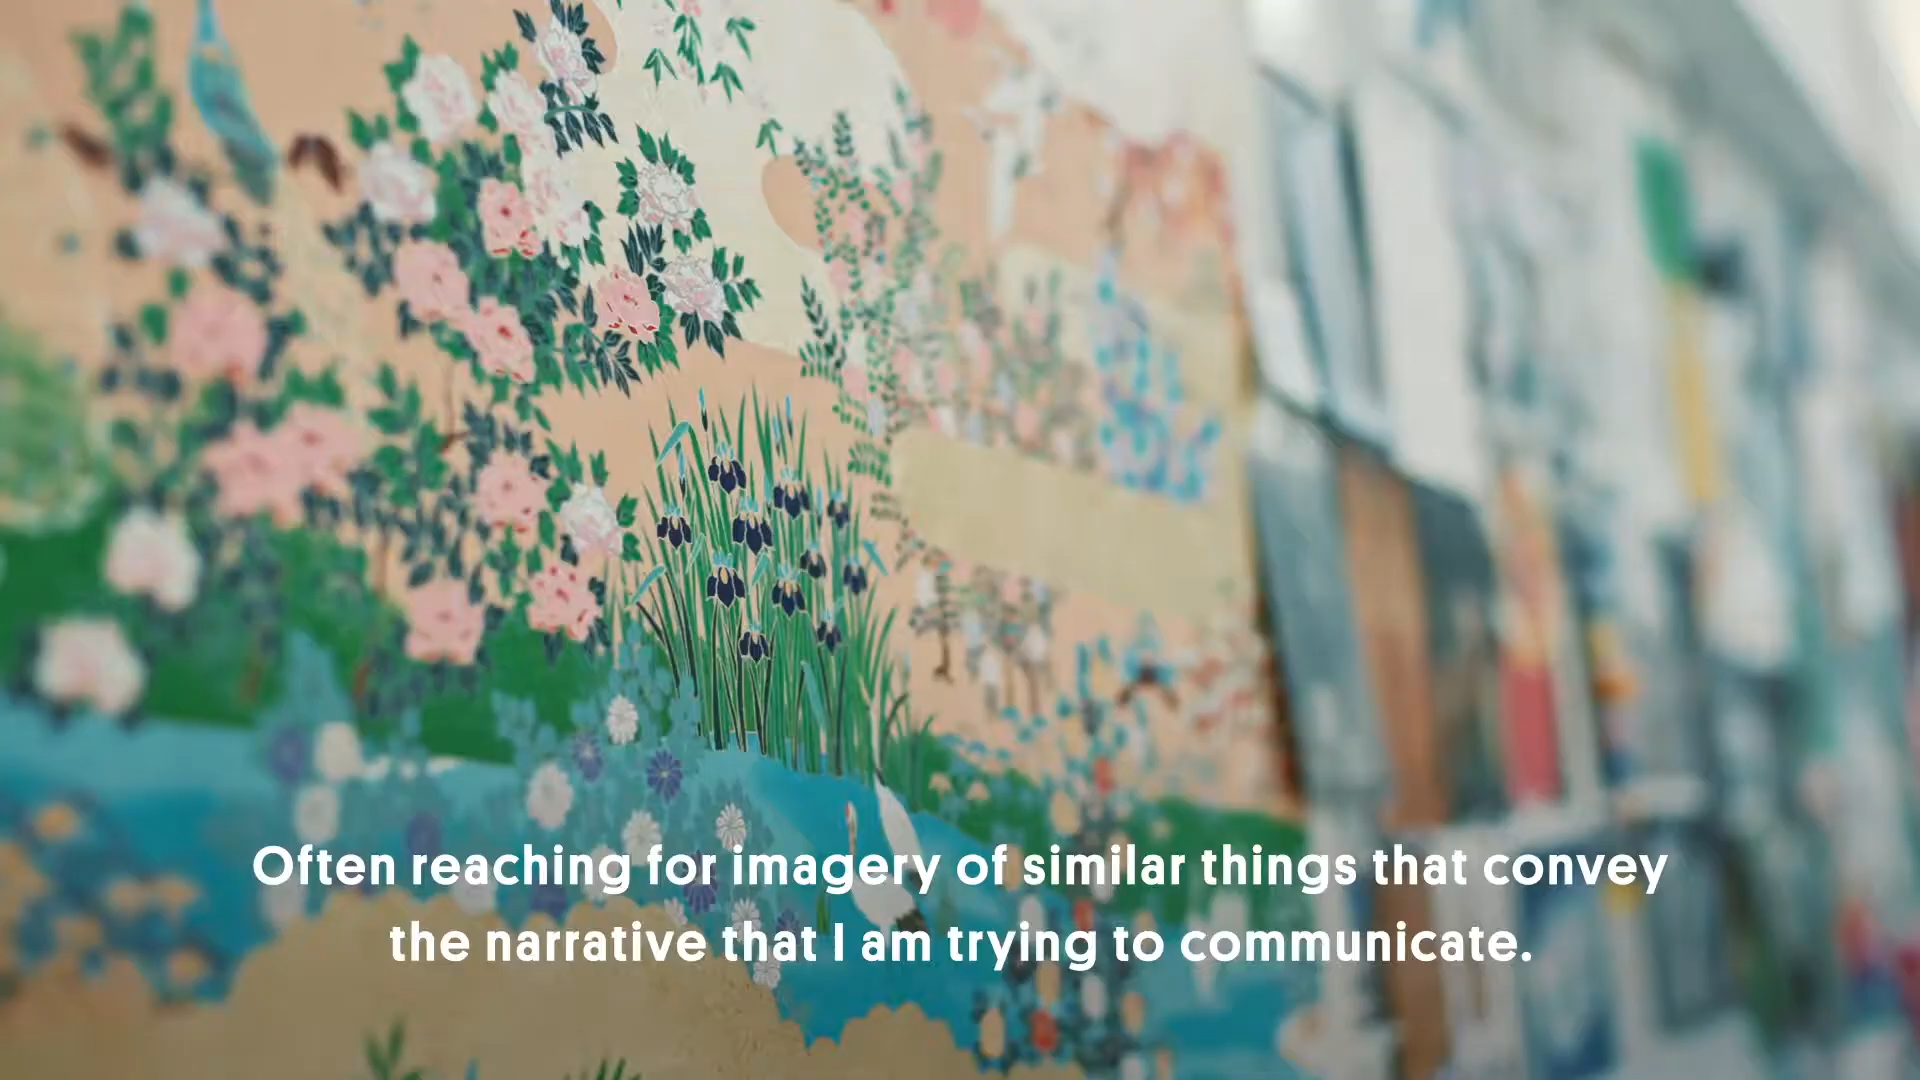 Often reaching for imagery of similar things that convey
the narrative that I am trying to communicate.